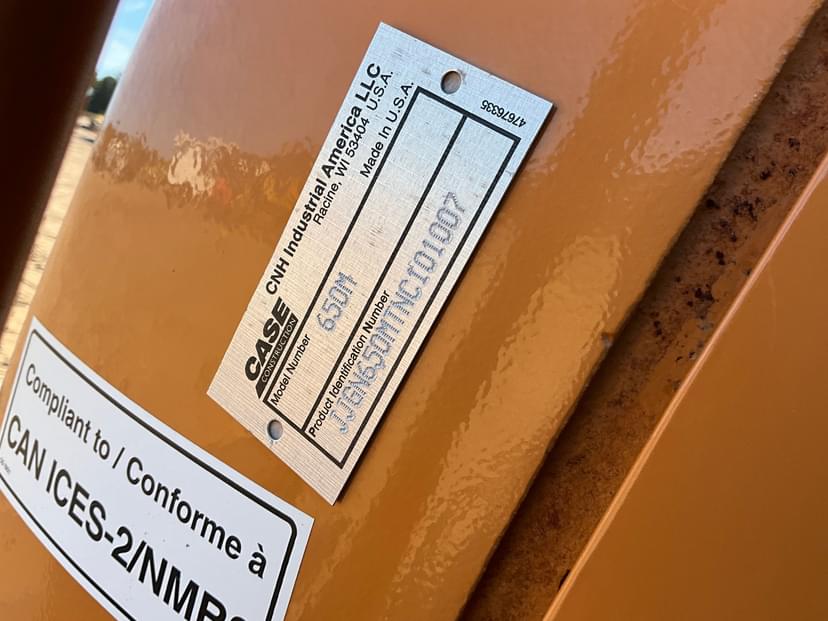 CASE
CONSTRUCTION
CNH Industrial America LLC
Racine, WI 53404 U.S.A.
Made in U.S.A.
Model Number
650M
Product Identification Number
JJGN650MTNC101007
47676335
Compliant to / Conforme à
CAN ICES-2/NMB